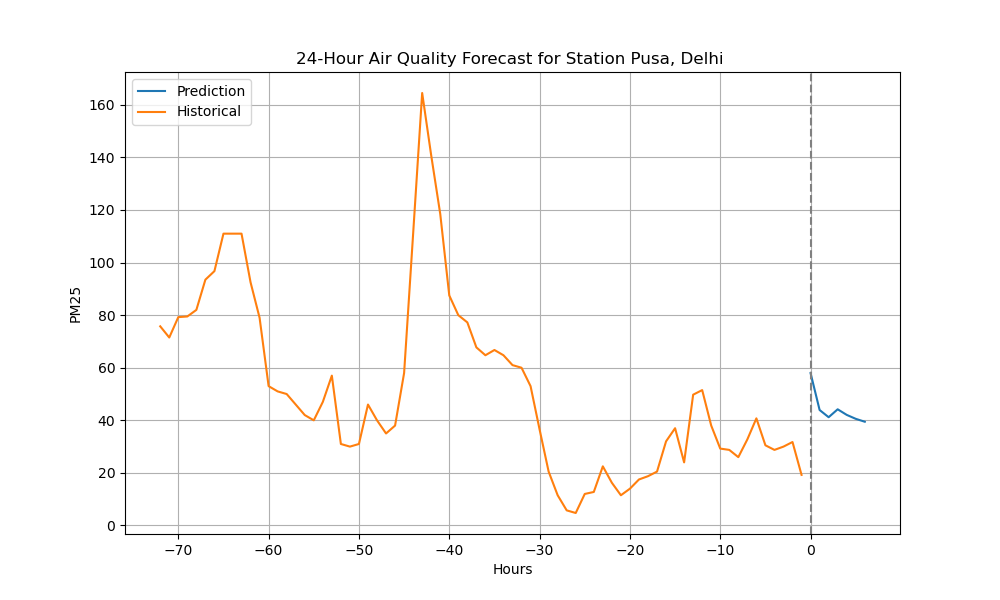 24-Hour Air Quality Forecast for Station Pusa, Delhi
Prediction
Historical
160
140
120
100
80
60
40
20
0
PM25
−70 −60 −50 −40 −30 −20 −10 0
Hours